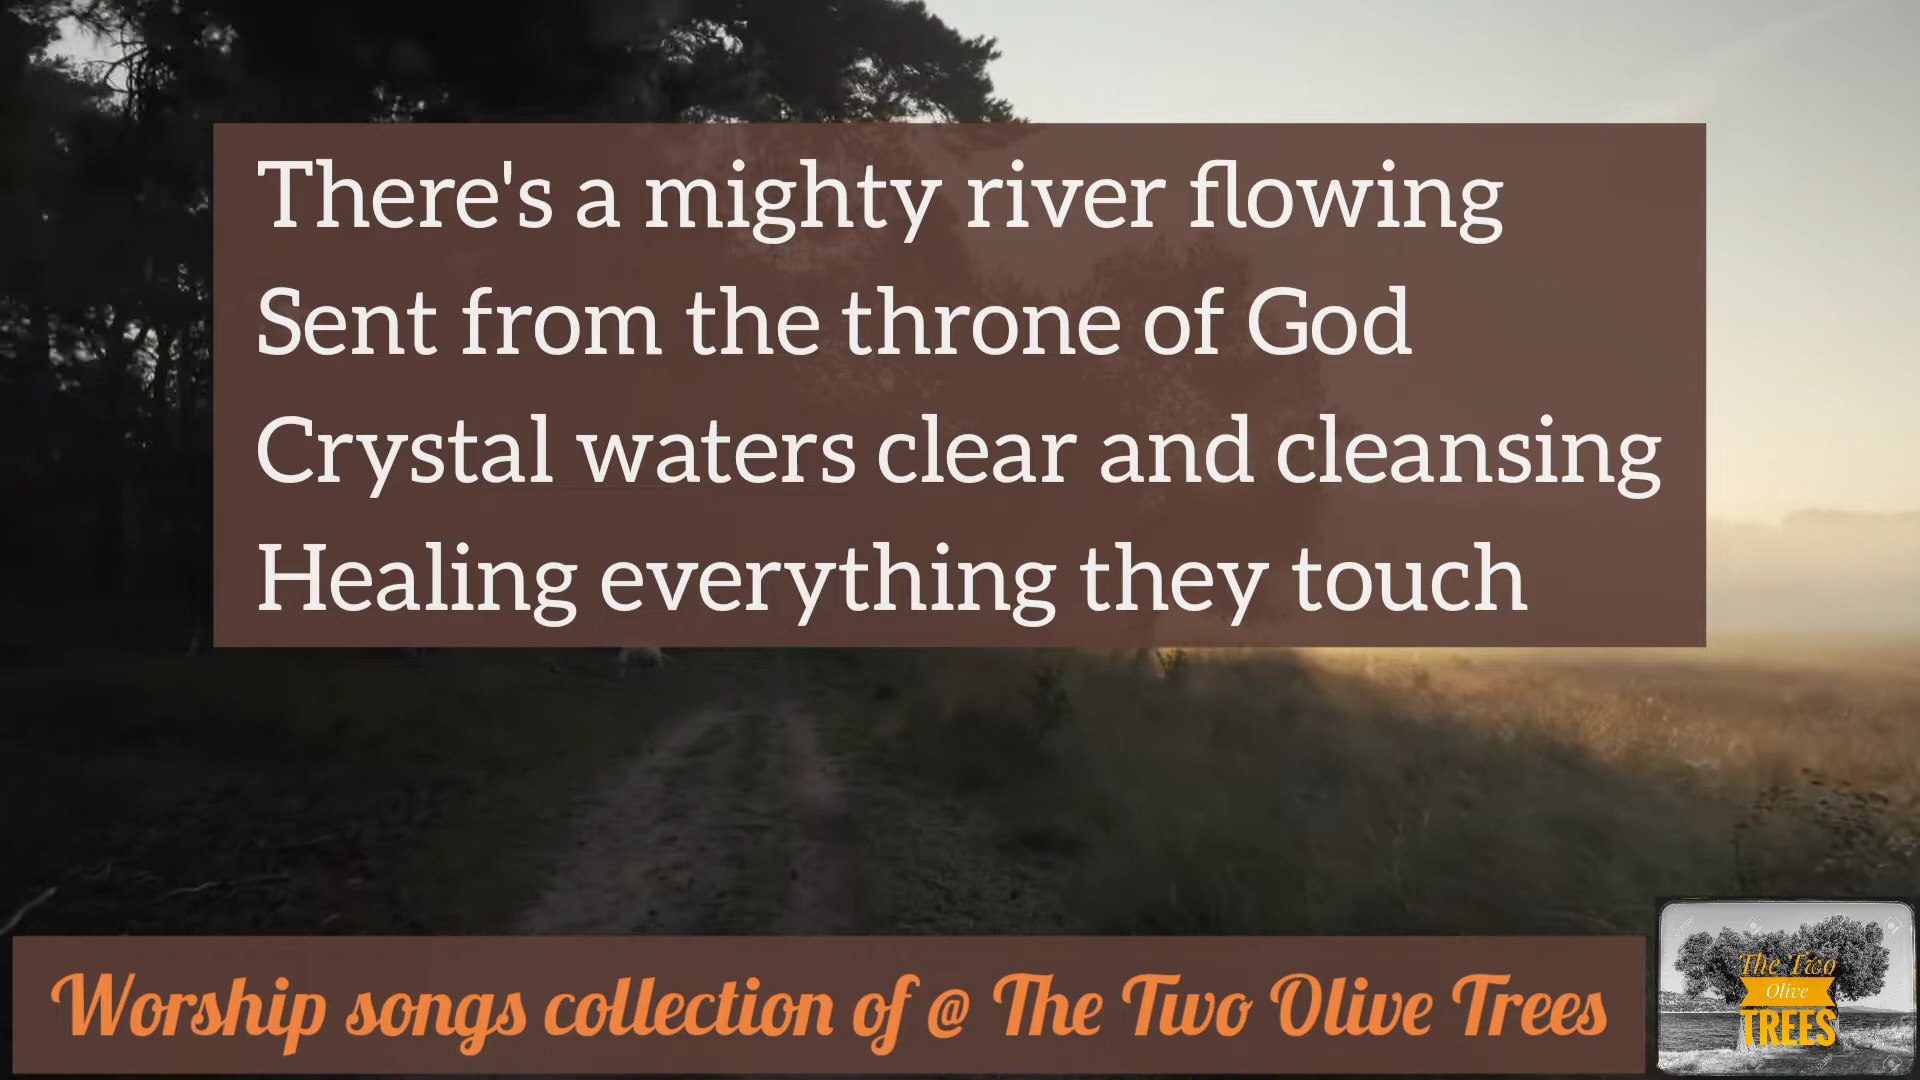 There's a mighty river flowing
Sent from the throne of God
Crystal waters clear and cleansing
Healing everything they touch
Worship songs collection of @ The Two Olive Trees
The Two
Olive
TREES